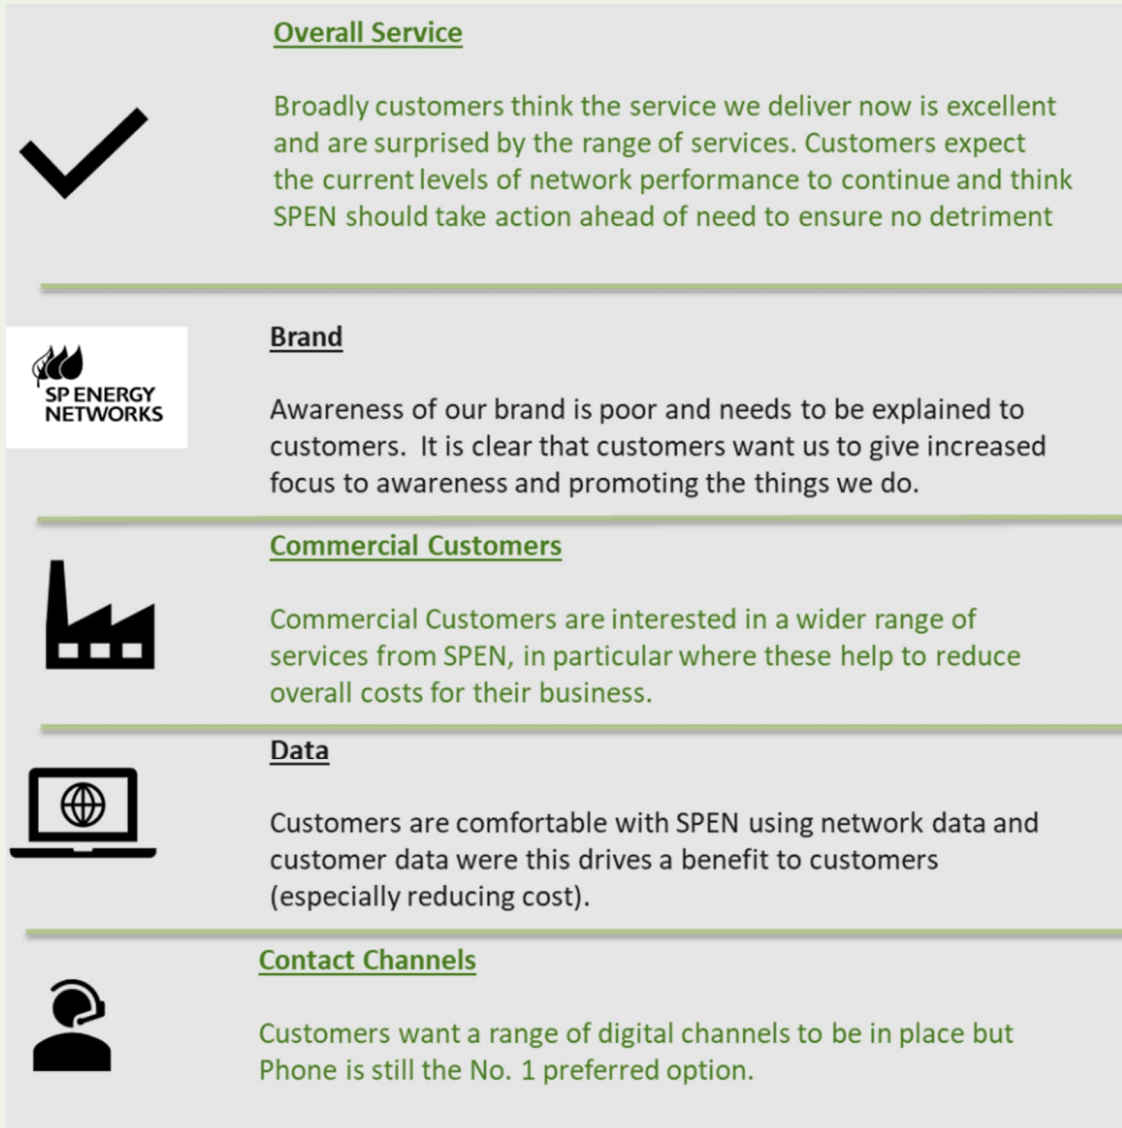 Overall Service
Broadly customers think the service we deliver now is excellent
and are surprised by the range of services. Customers expect
the current levels of network performance to continue and think
SPEN should take action ahead of need to ensure no detriment
SP ENERGY
NETWORKS
Brand
Awareness of our brand is poor and needs to be explained to
customers.  It is clear that customers want us to give increased
focus to awareness and promoting the things we do.
Commercial Customers
Commercial Customers are interested in a wider range of
services from SPEN, in particular where these help to reduce
overall costs for their business.
Data
Customers are comfortable with SPEN using network data and
customer data were this drives a benefit to customers
(especially reducing cost).
Contact Channels
Customers want a range of digital channels to be in place but
Phone is still the No. 1 preferred option.